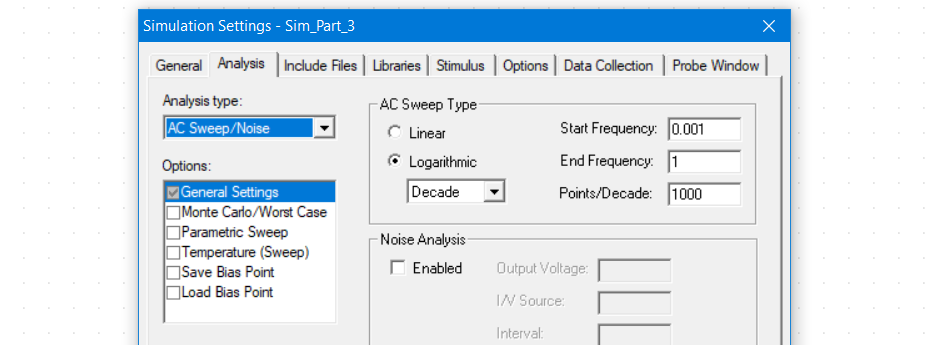 Simulation Settings - Sim_Part_3
General Analysis Include Files Libraries Stimulus Options Data Collection Probe Window
Analysis type:
AC Sweep/Noise
Options:
General Settings
Monte Carlo/Worst Case
Parametric Sweep
Temperature (Sweep)
Save Bias Point
Load Bias Point
AC Sweep Type
Linear
Logarithmic
Decade
Start Frequency: 0.001
End Frequency: 1
Points/Decade: 1000
Noise Analysis
Enabled
Output Voltage:
I/V Source:
Interval: